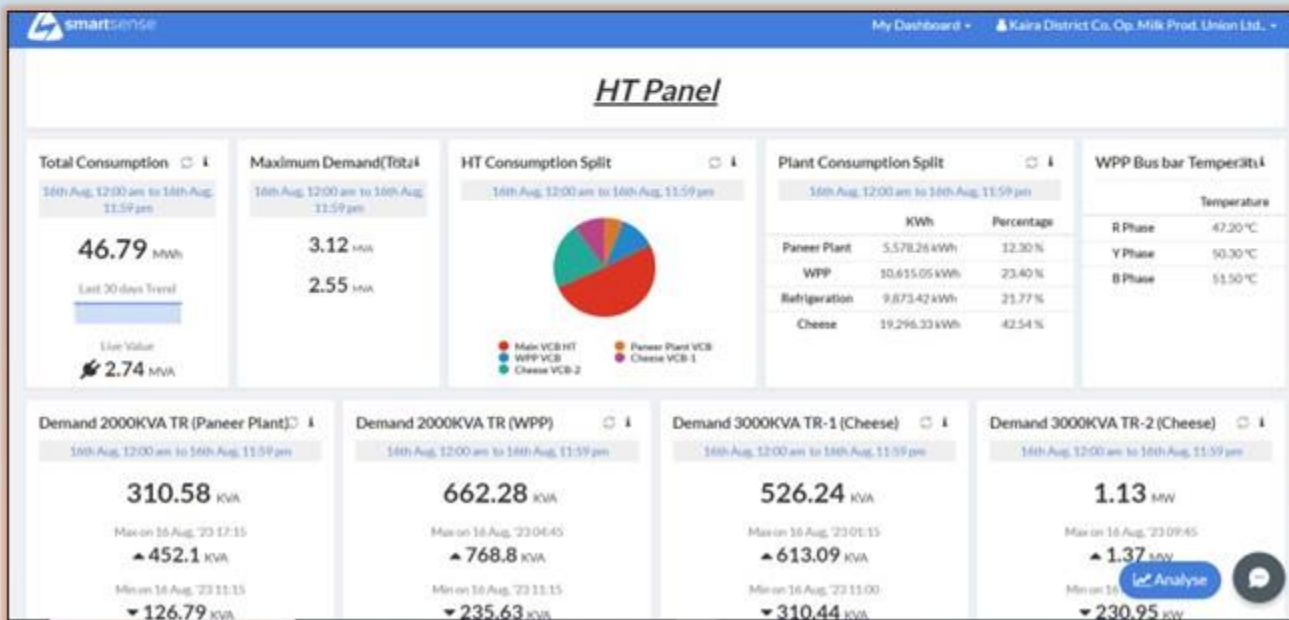 smartsense
My Dashboard
Kaira District Co. Op. Milk Prod. Union Ltd..
HT Panel
Total Consumption
16th Aug, 12:00 am to 16th Aug,
11:59 pm
46.79 MWh
Last 30 days Trend
Live Value
2.74 MVA
Maximum Demand(Tota
16th Aug, 12:00 am to 16th Aug,
11:59 pm
3.12 MVA
2.55 MVA
HT Consumption Split
16th Aug, 12:00 am to 16th Aug, 11:59 pm
Main VCB HT
Paneer Plant VCB
WPP VCB
Cheese VCB-1
Cheese VCB-2
Plant Consumption Split
16th Aug, 12:00 am to 16th Aug, 11:59 pm
KWh Percentage
Paneer Plant 5,578.26 kWh 12.30 %
WPP 10,615.05 kWh 23.40 %
Refrigeration 9,873.42 kWh 21.77 %
Cheese 19,296.33 kWh 42.54 %
WPP Bus bar Temperatu
Temperature
R Phase 47.20 °C
Y Phase 50.30 °C
B Phase 51.50 °C
Demand 2000KVA TR (Paneer Plant)
16th Aug, 12:00 am to 16th Aug, 11:59 pm
310.58 KVA
Max on 16 Aug, '23 17:15
452.1 KVA
Min on 16 Aug, '23 11:15
126.79 KVA
Demand 2000KVA TR (WPP)
16th Aug, 12:00 am to 16th Aug, 11:59 pm
662.28 KVA
Max on 16 Aug, '23 04:45
768.8 KVA
Min on 16 Aug, '23 11:15
235.63 KVA
Demand 3000KVA TR-1 (Cheese)
16th Aug, 12:00 am to 16th Aug, 11:59 pm
526.24 KVA
Max on 16 Aug, '23 01:15
613.09 KVA
Min on 16 Aug, '23 11:00
310.44 KVA
Demand 3000KVA TR-2 (Cheese)
16th Aug, 12:00 am to 16th Aug, 11:59 pm
1.13 MW
Max on 16 Aug, '23 09:45
1.37 MW
Min on
230.95 KW
Analyse